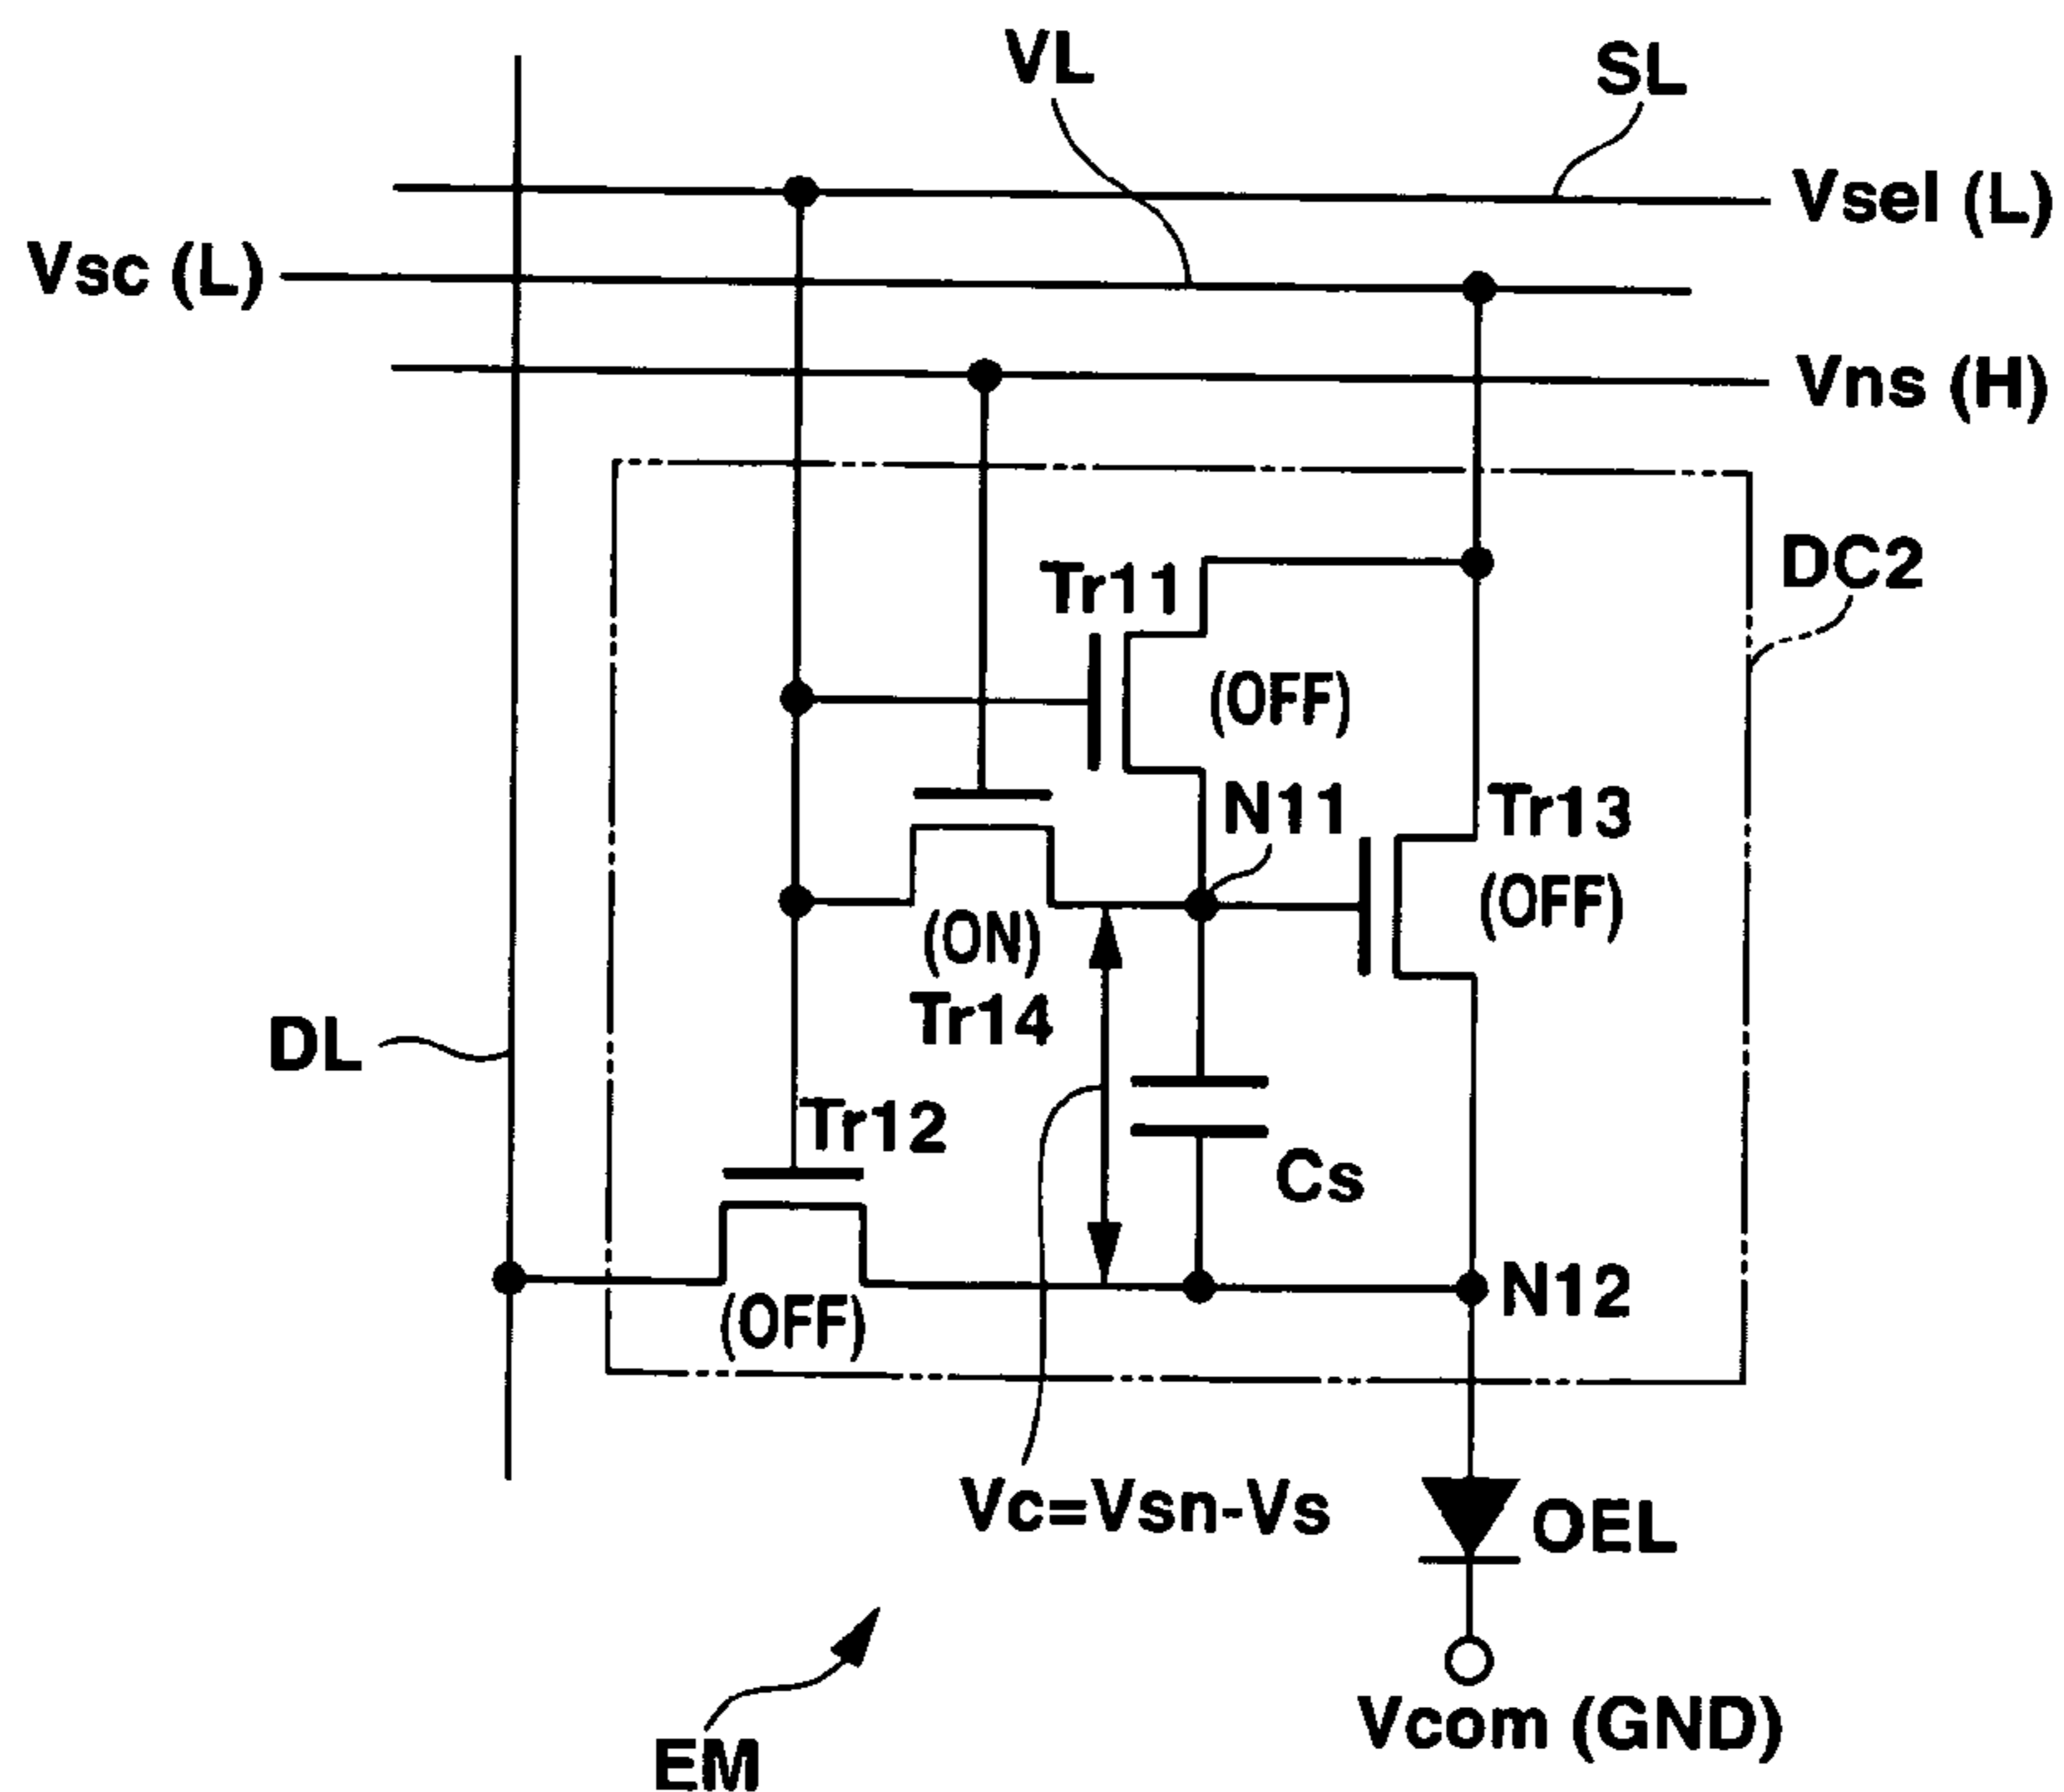 VL
SL
Vsel (L)
Vsc (L)
Vns (H)
DC2
Tr11
(OFF)
N11
Tr13
(OFF)
(ON)
Tr14
DL
Tr12
Cs
(OFF)
N12
Vc=Vsn-Vs
OEL
Vcom (GND)
EM